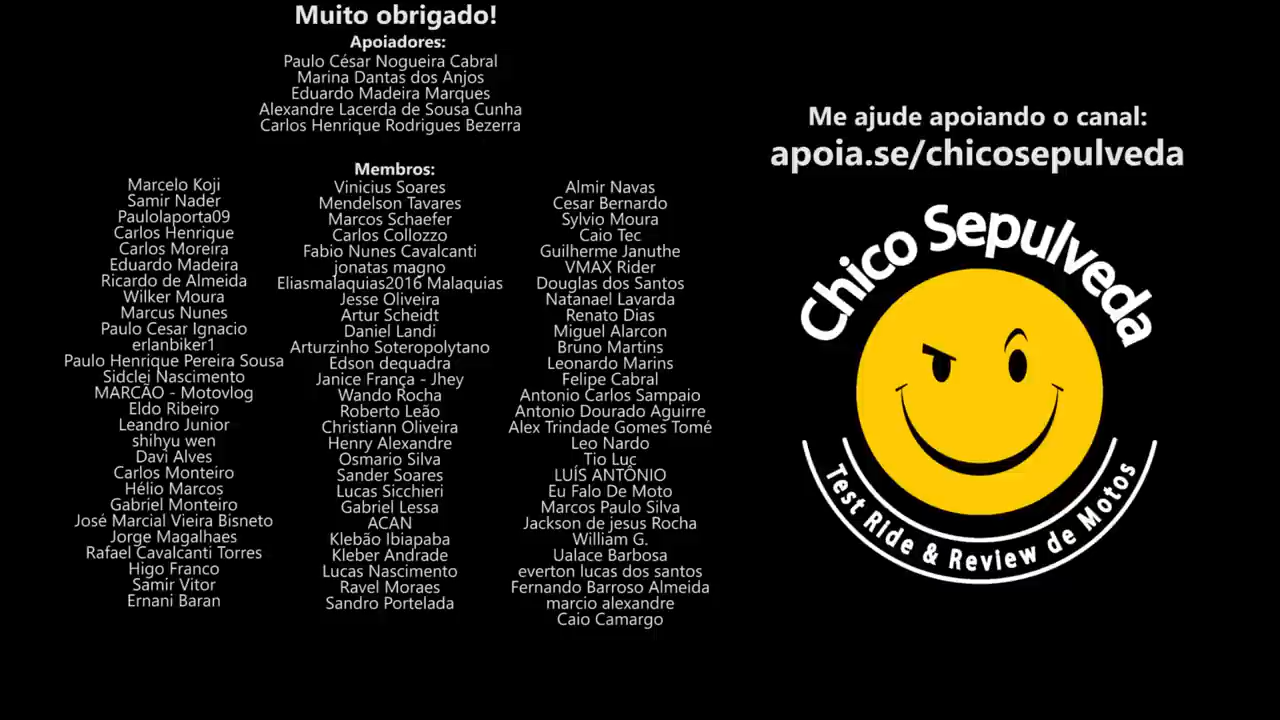 Muito obrigado!
Apoiadores:
Paulo César Nogueira Cabral
Marina Dantas dos Anjos
Eduardo Madeira Marques
Alexandre Lacerda de Sousa Cunha
Carlos Henrique Rodrigues Bezerra
Membros:
Marcelo Koji
Samir Nader
Paulolaporta09
Carlos Henrique
Carlos Moreira
Eduardo Madeira
Ricardo de Almeida
Wilker Moura
Marcus Nunes
Paulo Cesar Ignacio
erlanbiker1
Paulo Henrique Pereira Sousa
Sidclei Nascimento
MARCÃO - Motovlog
Eldo Ribeiro
Leandro Junior
shihyu wen
Davi Alves
Carlos Monteiro
Hélio Marcos
Gabriel Monteiro
José Marcial Vieira Bisneto
Jorge Magalhaes
Rafael Cavalcanti Torres
Higo Franco
Samir Vitor
Ernani Baran
Vinicius Soares
Mendelson Tavares
Marcos Schaefer
Carlos Collozzo
Fabio Nunes Cavalcanti
jonatas magno
Eliasmalaquias2016 Malaquias
Jesse Oliveira
Artur Scheidt
Daniel Landi
Arturzinho Soteropolytano
Edson dequadra
Janice França - Jhey
Wando Rocha
Roberto Leão
Christiann Oliveira
Henry Alexandre
Osmario Silva
Sander Soares
Lucas Sicchieri
Gabriel Lessa
ACAN
Klebão Ibiapaba
Kleber Andrade
Lucas Nascimento
Ravel Moraes
Sandro Portelada
Almir Navas
Cesar Bernardo
Sylvio Moura
Caio Tec
Guilherme Januthe
VMAX Rider
Douglas dos Santos
Natanael Lavarda
Renato Dias
Miguel Alarcon
Bruno Martins
Leonardo Marins
Felipe Cabral
Antonio Carlos Sampaio
Antonio Dourado Aguirre
Alex Trindade Gomes Tomé
Leo Nardo
Tio Luc
LUÍS ANTÔNIO
Eu Falo De Moto
Marcos Paulo Silva
Jackson de jesus Rocha
William G.
Ualace Barbosa
everton lucas dos santos
Fernando Barroso Almeida
marcio alexandre
Caio Camargo
Me ajude apoiando o canal:
apoia.se/chicosepulveda
Chico Sepulveda
Test Ride & Review de Motos